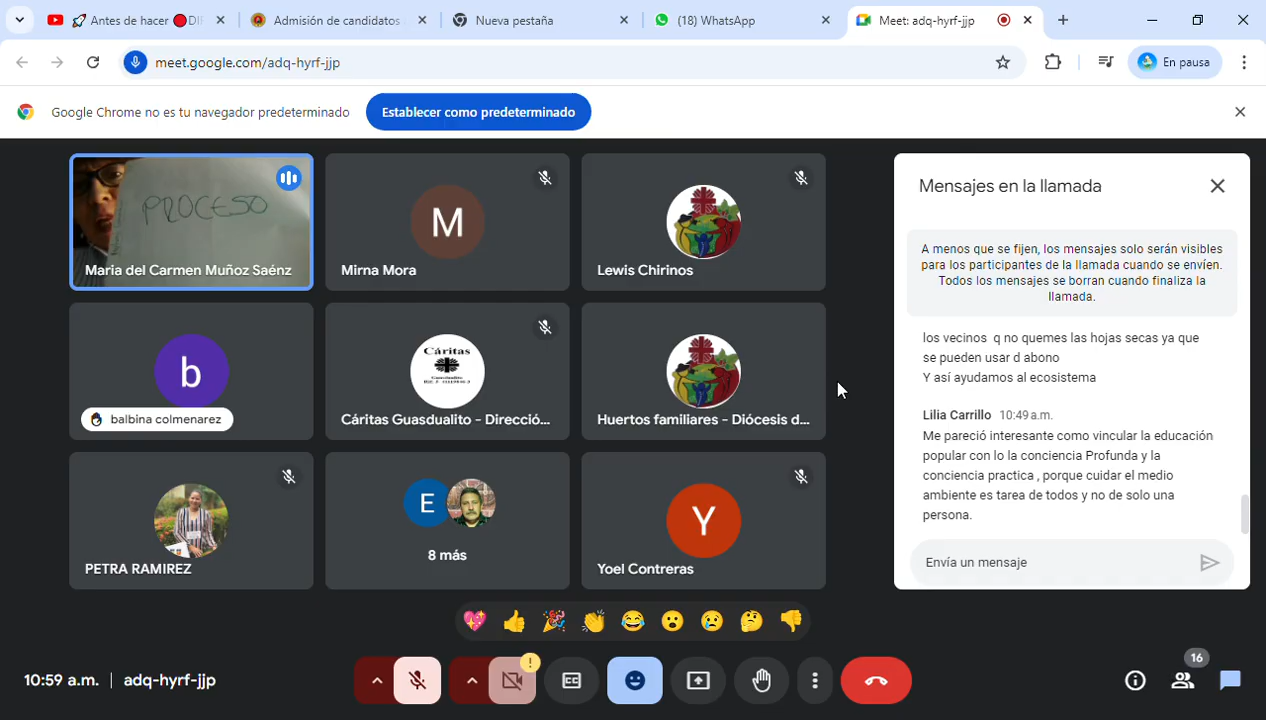 Antes de hacer 🔴DI
Admisión de candidatos
Nueva pestaña
(18) WhatsApp
Meet: adq-hyrf-jjp
meet.google.com/adq-hyrf-jjp
En pausa
Google Chrome no es tu navegador predeterminado
Establecer como predeterminado
PROCESO
Maria del Carmen Muñoz Saénz
M
Mirna Mora
Lewis Chirinos
b
balbina colmenarez
Cáritas
Cáritas Guasdualito - Direcció...
Huertos familiares - Diócesis d...
PETRA RAMIREZ
E
8 más
Y
Yoel Contreras
Mensajes en la llamada
A menos que se fijen, los mensajes solo serán visibles
para los participantes de la llamada cuando se envíen.
Todos los mensajes se borran cuando finaliza la
llamada.
los vecinos q no quemes las hojas secas ya que
se pueden usar d abono
Y así ayudamos al ecosistema
Lilia Carrillo 10:49 a.m.
Me pareció interesante como vincular la educación
popular con lo la conciencia Profunda y la
conciencia practica , porque cuidar el medio
ambiente es tarea de todos y no de solo una
persona.
Envía un mensaje
10:59 a.m. | adq-hyrf-jjp
16